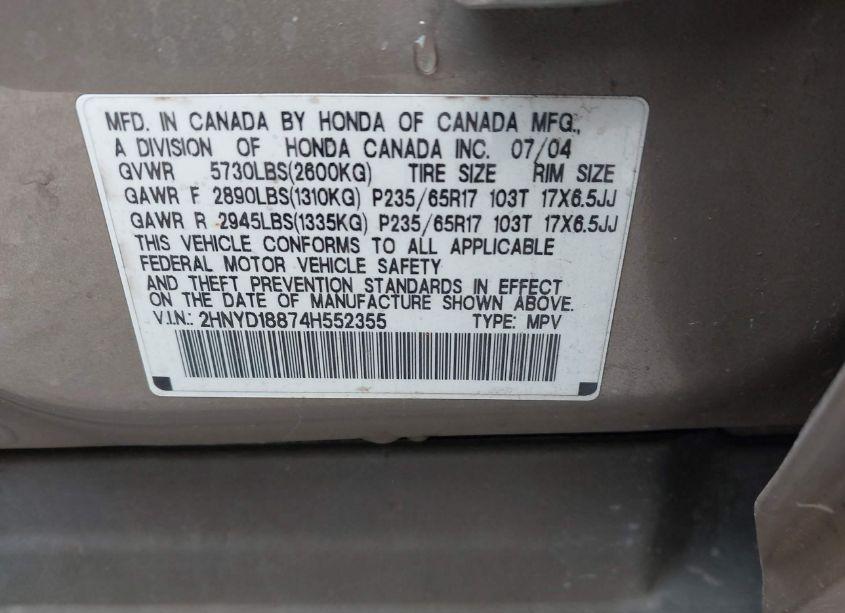 MFD. IN CANADA BY HONDA OF CANADA MFG.,
A DIVISION OF HONDA CANADA INC. 07/04
GVWR 5730LBS(2600KG) TIRE SIZE RIM SIZE
GAWR F 2890LBS(1310KG) P235/65R17 103T 17X6.5JJ
GAWR R 2945LBS(1335KG) P235/65R17 103T 17X6.5JJ
THIS VEHICLE CONFORMS TO ALL APPLICABLE
FEDERAL MOTOR VEHICLE SAFETY
AND THEFT PREVENTION STANDARDS IN EFFECT
ON THE DATE OF MANUFACTURE SHOWN ABOVE.
V.I.N.: 2HNYD18874H552355 TYPE: MPV